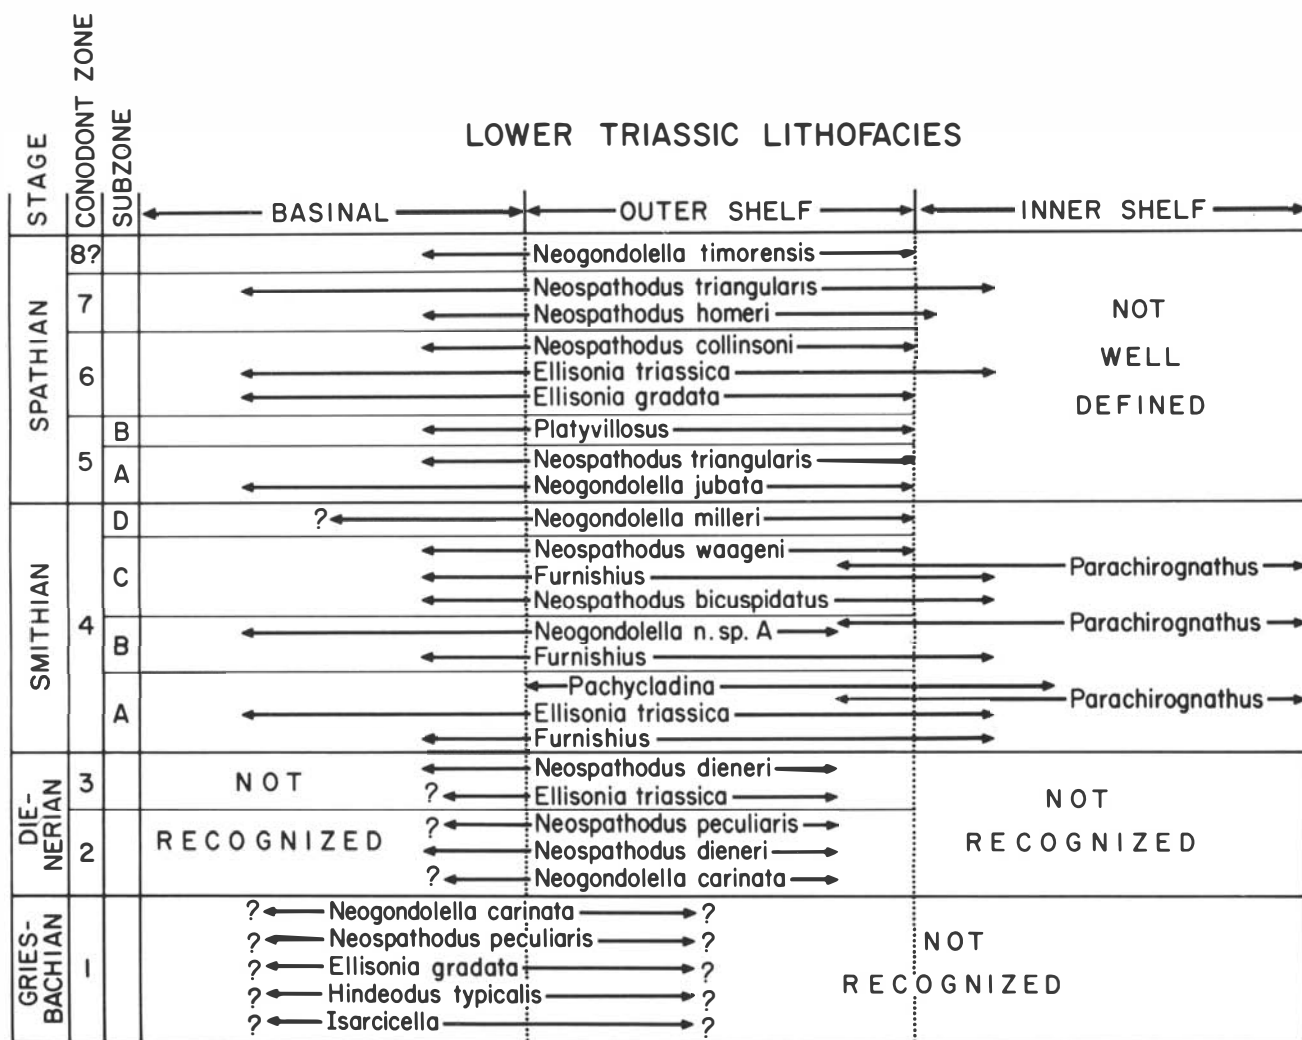 LOWER TRIASSIC LITHOFACIES
STAGE
CONODONT ZONE
SUBZONE
BASINAL
OUTER SHELF
INNER SHELF
SPATHIAN
8?
Neogondolella timorensis
7
Neospathodus triangularis
Neospathodus homeri
NOT
WELL
DEFINED
6
Neospathodus collinsoni
Ellisonia triassica
Ellisonia gradata
5
B
Platyvillosus
A
Neospathodus triangularis
Neogondolella jubata
SMITHIAN
4
D
? Neogondolella milleri
C
Neospathodus waageni
Parachirognathus
Furnishius
Neospathodus bicuspidatus
B
Parachirognathus
Neogondolella n. sp. A
Furnishius
A
Pachycladina
Parachirognathus
Ellisonia triassica
Furnishius
DIE-
NERIAN
3
NOT
RECOGNIZED
Neospathodus dieneri
? Ellisonia triassica
NOT
RECOGNIZED
2
? Neospathodus peculiaris
Neospathodus dieneri
? Neogondolella carinata
GRIES-
BACHIAN
1
? Neogondolella carinata ?
? Neospathodus peculiaris ?
? Ellisonia gradata ?
? Hindeodus typicalis ?
? Isarcicella ?
NOT
RECOGNIZED